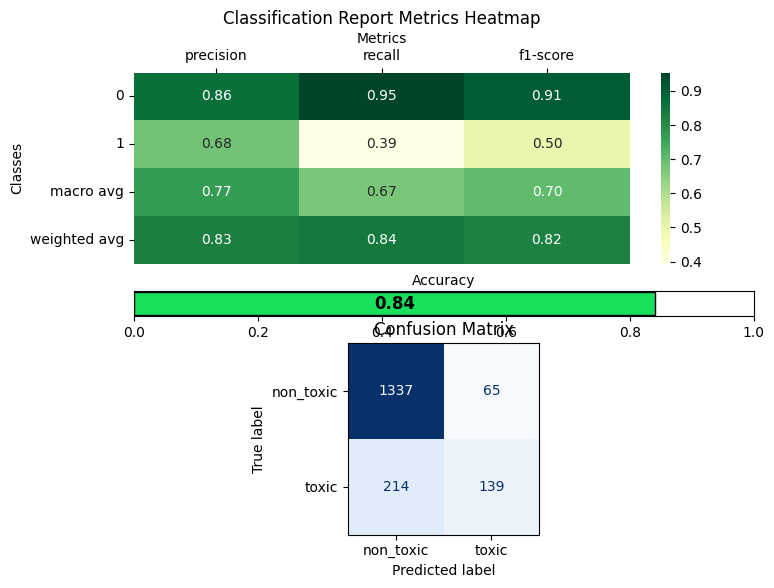 Classification Report Metrics Heatmap
Metrics
precision recall f1-score
Classes
0 0.86 0.95 0.91
1 0.68 0.39 0.50
macro avg 0.77 0.67 0.70
weighted avg 0.83 0.84 0.82
0.9
0.8
0.7
0.6
0.5
0.4
Accuracy
0.84
0.0 0.2 0.4 0.6 0.8 1.0
Confusion Matrix
True label
non_toxic 1337 65
toxic 214 139
non_toxic toxic
Predicted label